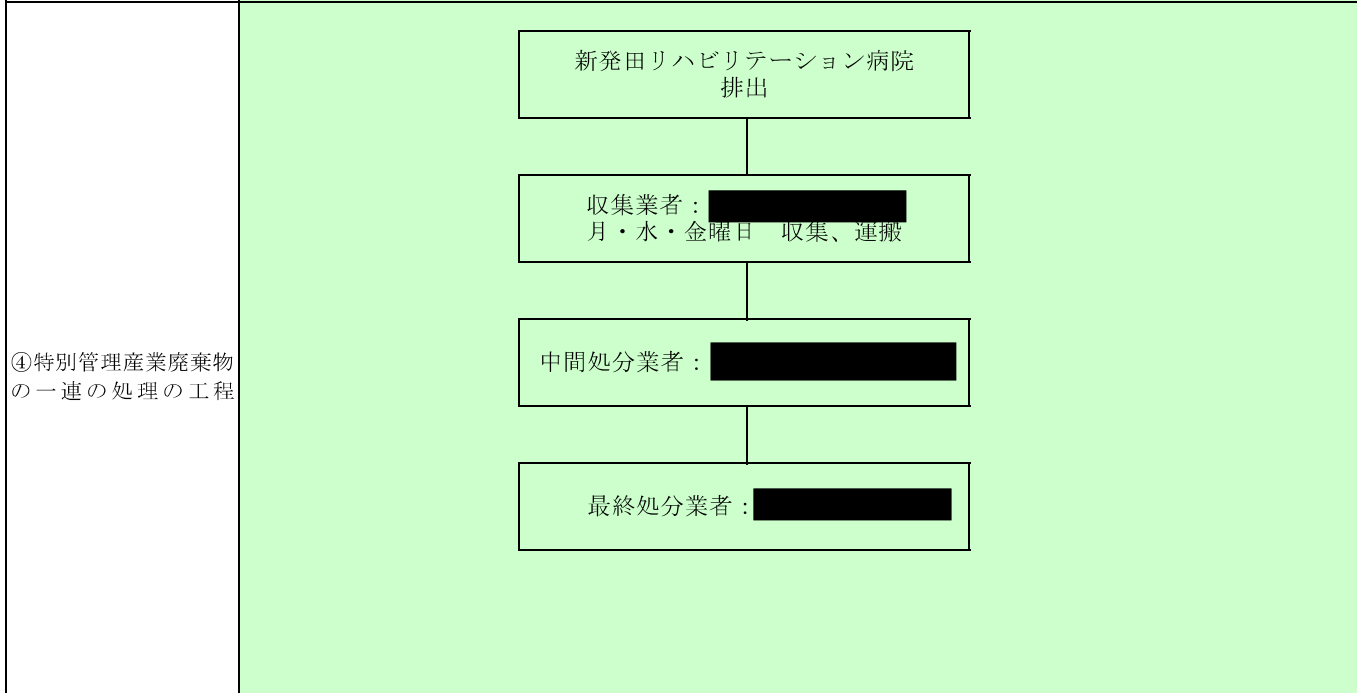 新発田リハビリテーション病院
排出
収集業者：
月・水・金曜日　収集、運搬
④特別管理産業廃棄物
の一連の処理の工程
中間処分業者：
最終処分業者：